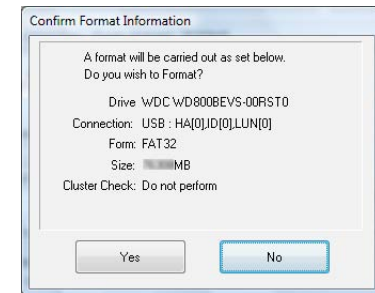 Confirm Format Information
A format will be carried out as set below.
Do you wish to Format?
Drive WDC WD800BEVS-00RST0
Connection: USB : HA[0],ID[0],LUN[0]
Form: FAT32
Size: MB
Cluster Check: Do not perform
Yes No